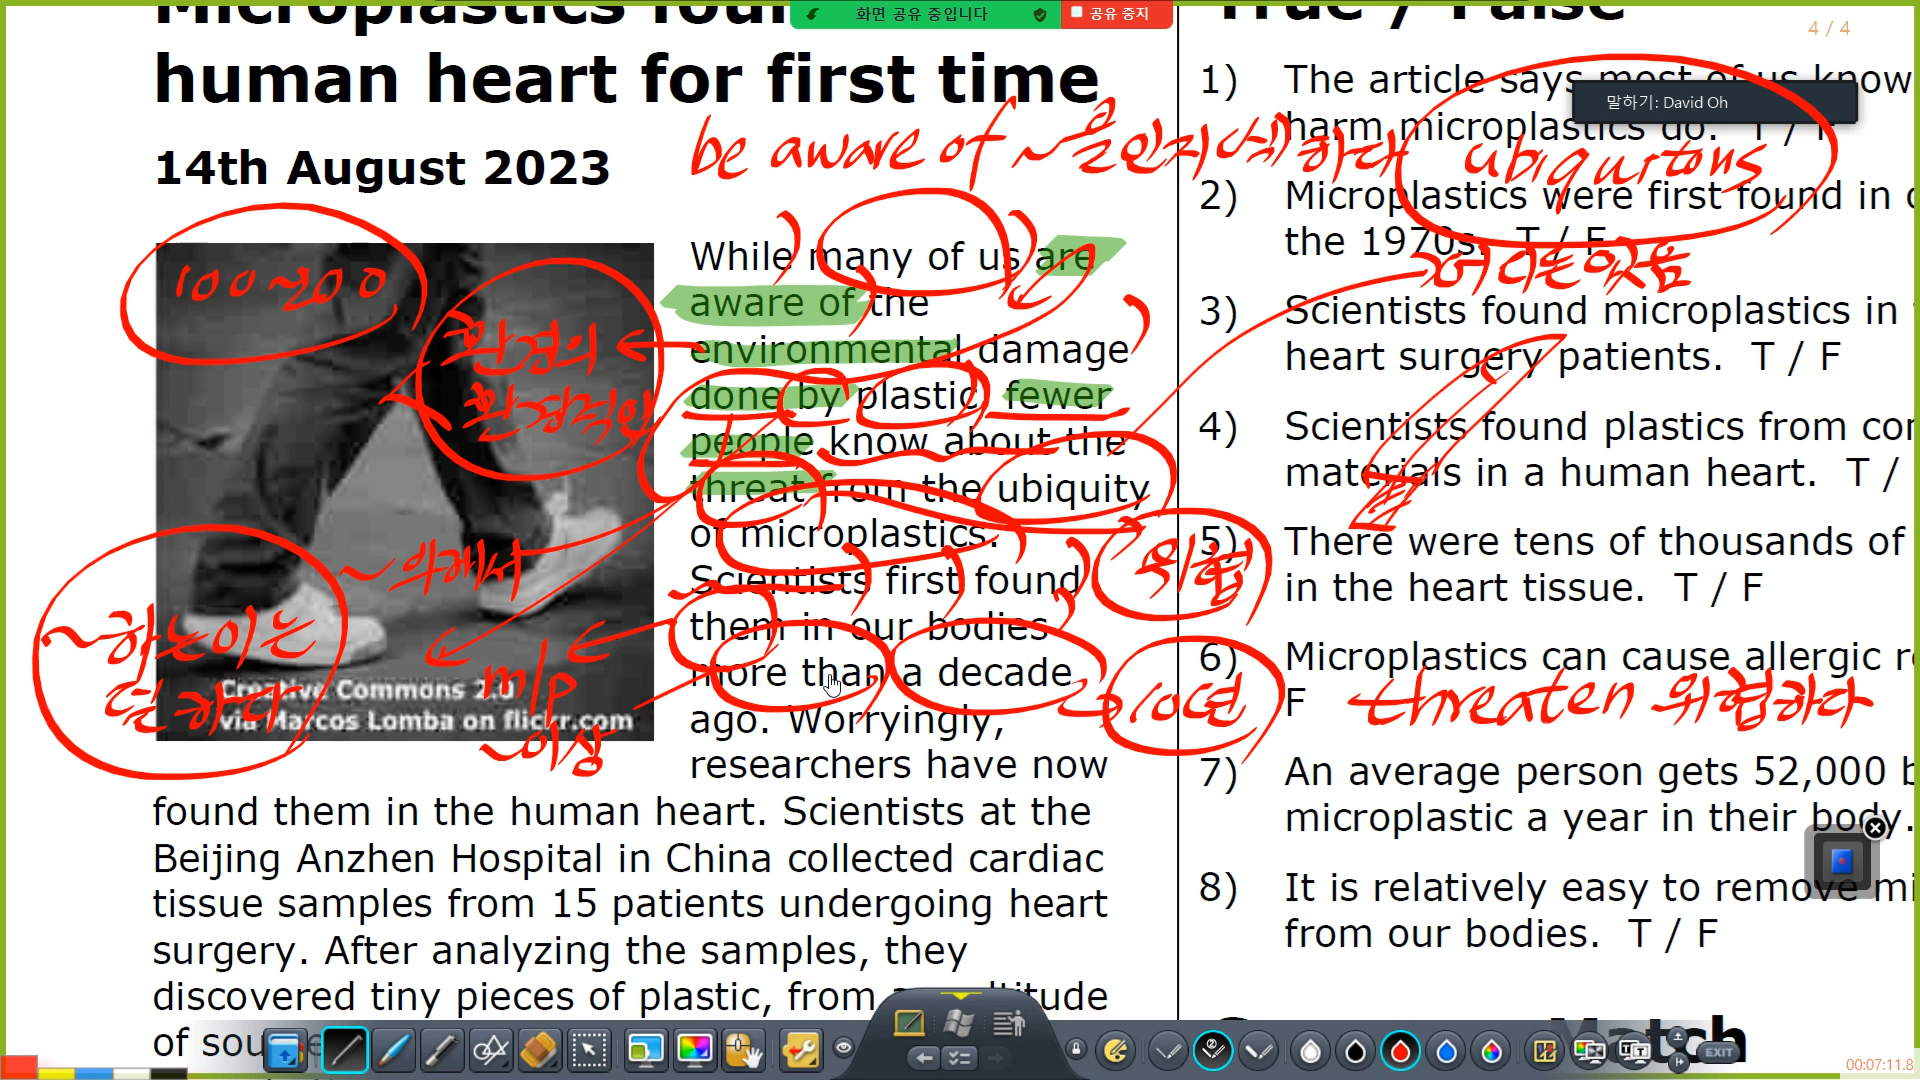 화면 공유 중입니다
공유 중지
4 / 4
말하기: David Oh
human heart for first time
14th August 2023
be aware of ~을 인지(식)하다
100~200
환경의
환경적인
~의해서
~하는이는
덜 하다
m/p
~이상
Creative Commons 2.0
via Marcos Lomba on flickr.com
While many of us are
aware of the
environmental damage
done by plastic, fewer
people know about the
threat from the ubiquity
of microplastics.
Scientists first found
them in our bodies
more than a decade
ago. Worryingly,
researchers have now
found them in the human heart. Scientists at the
Beijing Anzhen Hospital in China collected cardiac
tissue samples from 15 patients undergoing heart
surgery. After analyzing the samples, they
discovered tiny pieces of plastic, from a multitude
위험
10년
True / False
1) The article says most of us know
harm microplastics do. T / F
ubiquitous
어디든있음
2) Microplastics were first found in
the 1970s. T / F
3) Scientists found microplastics in
heart surgery patients. T / F
4) Scientists found plastics from
materials in a human heart. T /
5) There were tens of thousands of
in the heart tissue. T / F
6) Microplastics can cause allergic
F
threaten 위협하다
7) An average person gets 52,000
microplastic a year in their body.
8) It is relatively easy to remove
from our bodies. T / F
Match
EXIT
00:07:11.8